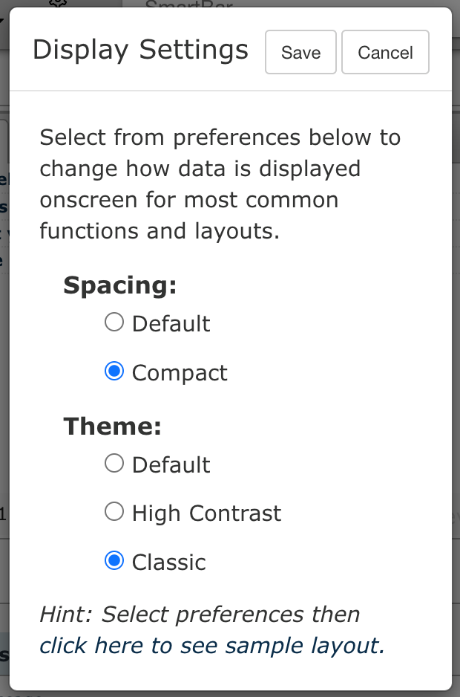 Display Settings Save Cancel
Select from preferences below to
change how data is displayed
onscreen for most common
functions and layouts.
Spacing:
Default
Compact
Theme:
Default
High Contrast
Classic
Hint: Select preferences then
click here to see sample layout.